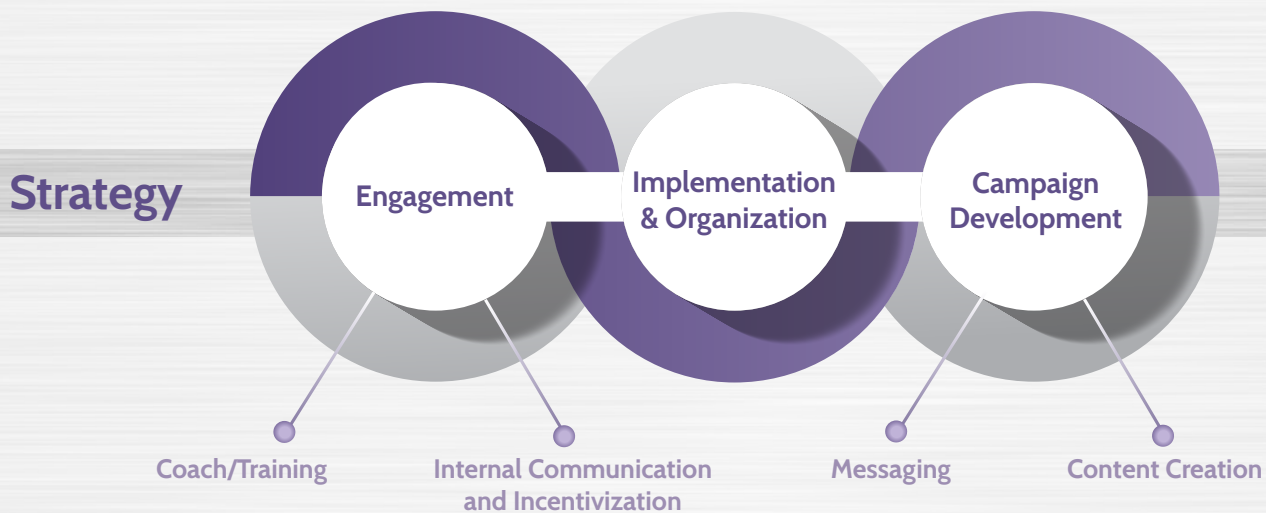 Strategy
Engagement
Implementation
& Organization
Campaign
Development
Coach/Training
Internal Communication
and Incentivization
Messaging
Content Creation